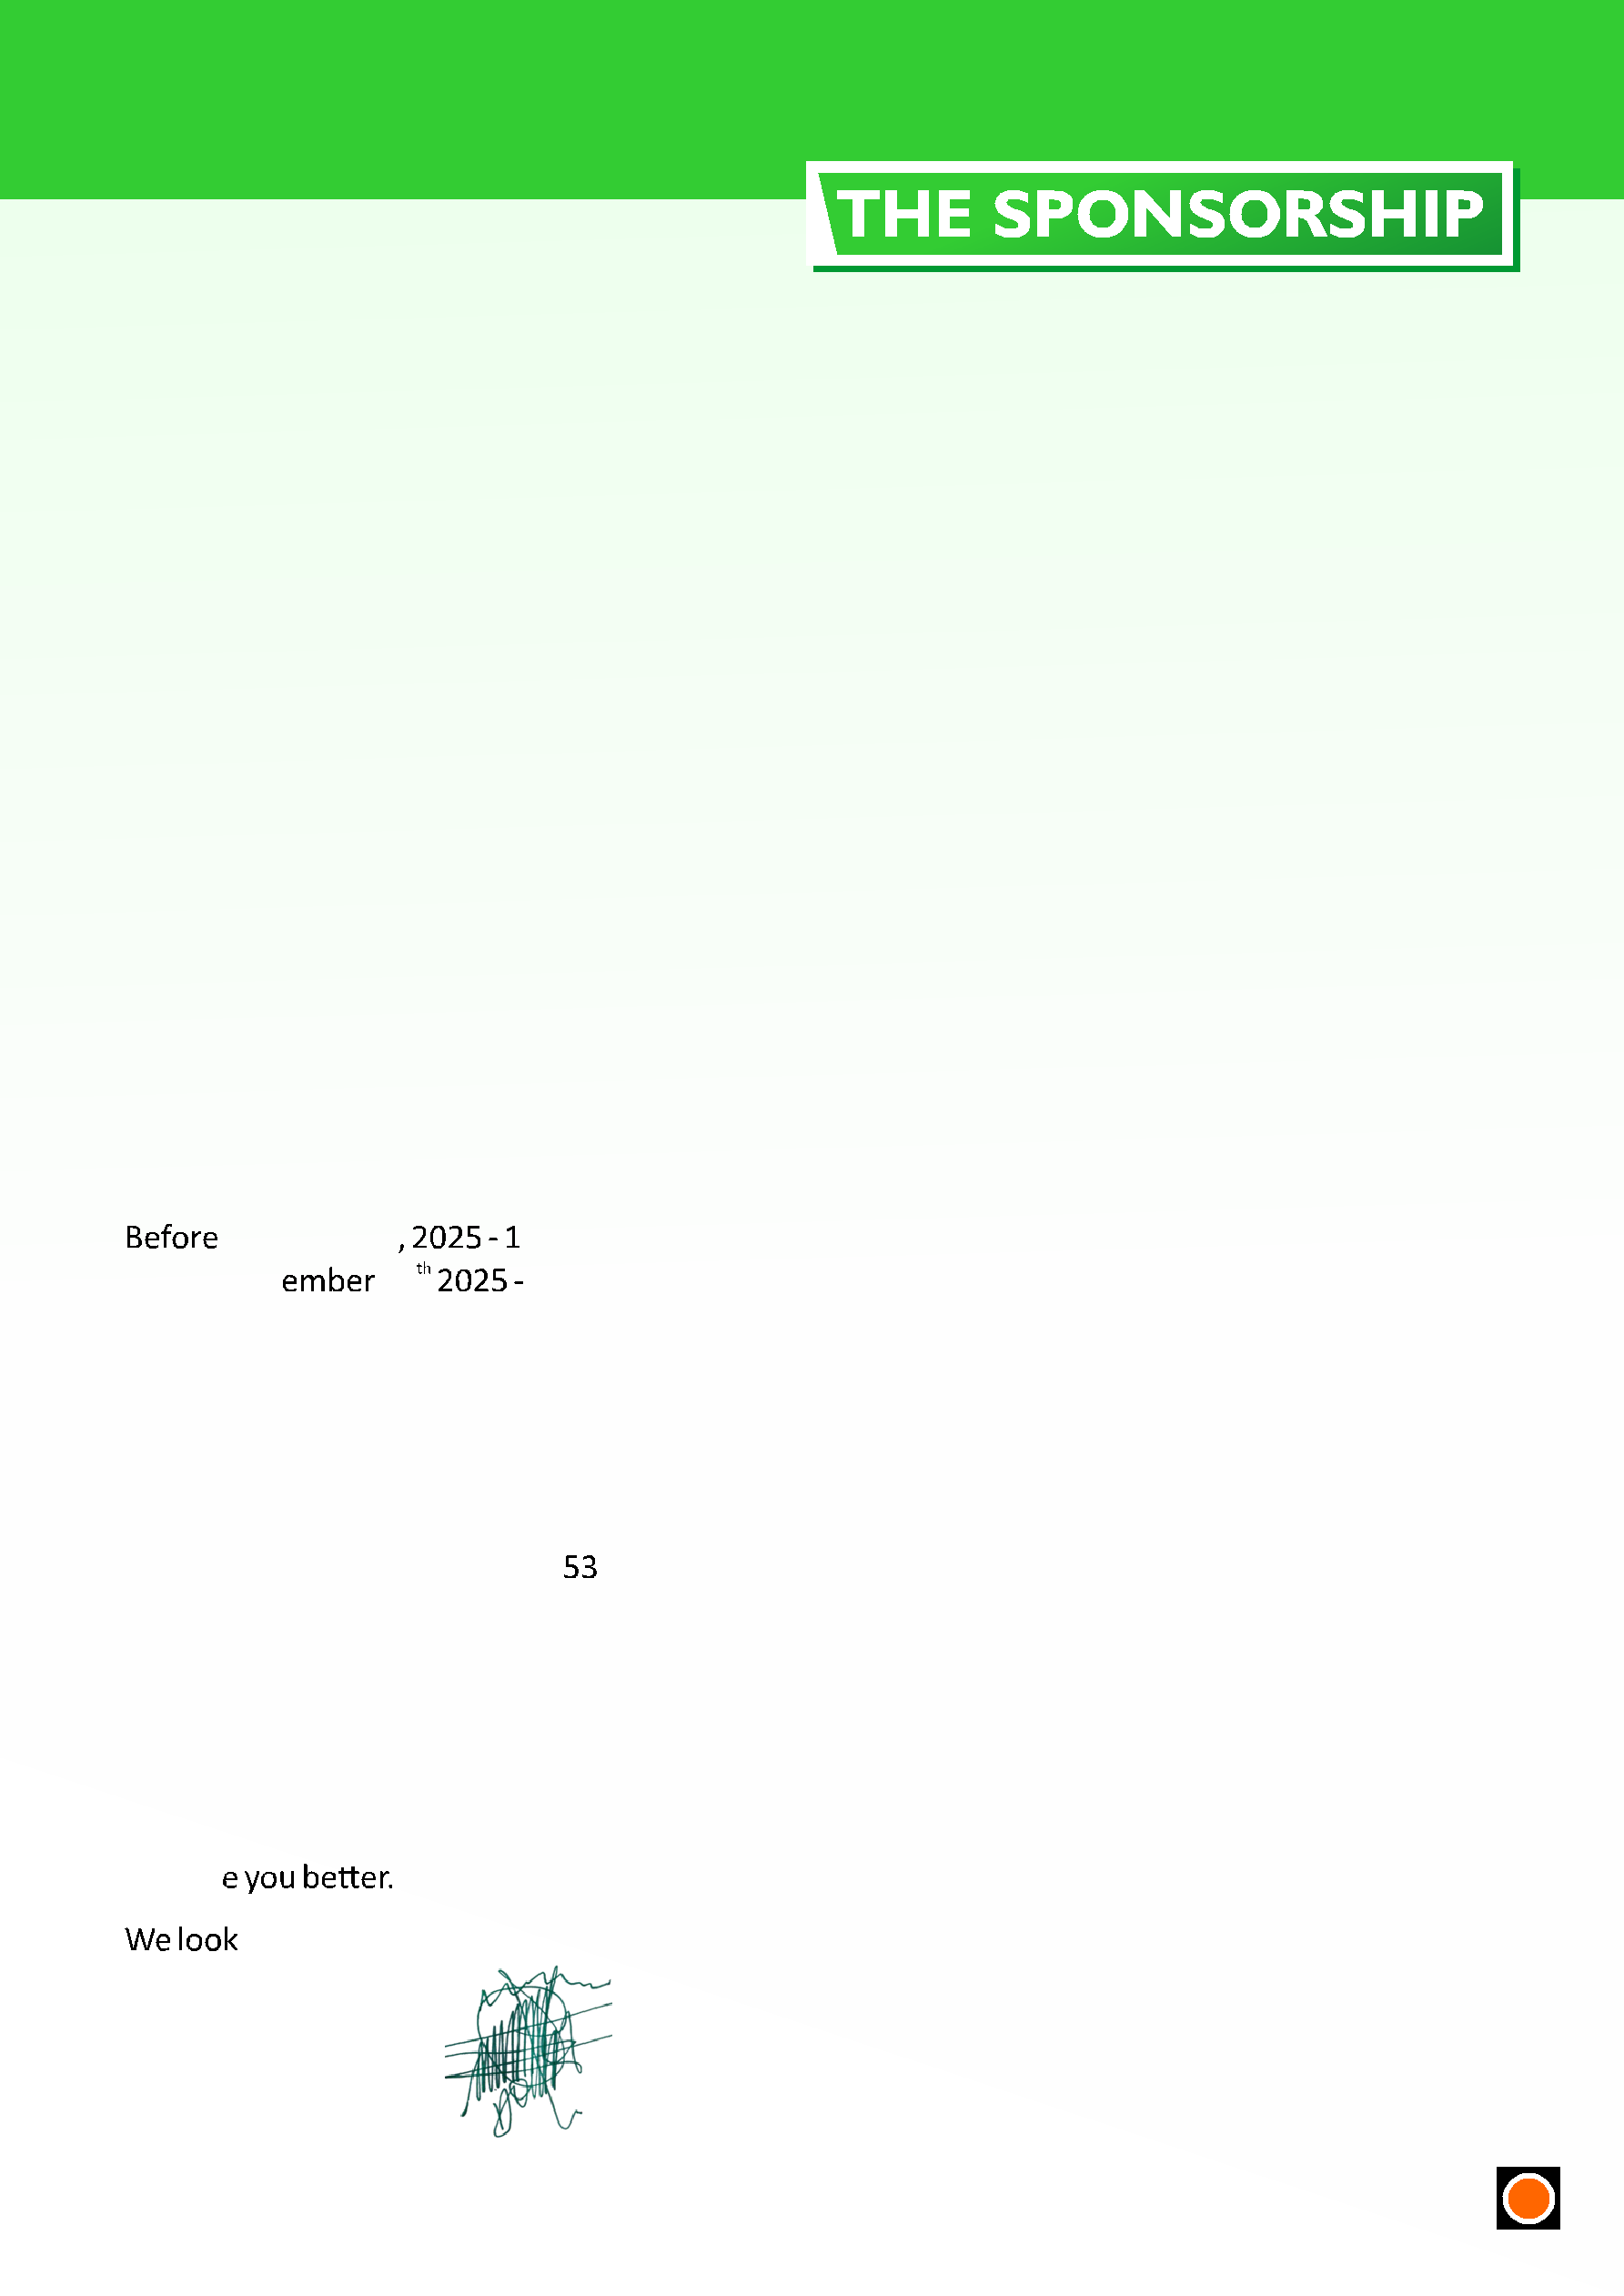 THE SPONSORSHIP
Before , 2025 - 1
ember th 2025 -
53
e you better.
We look